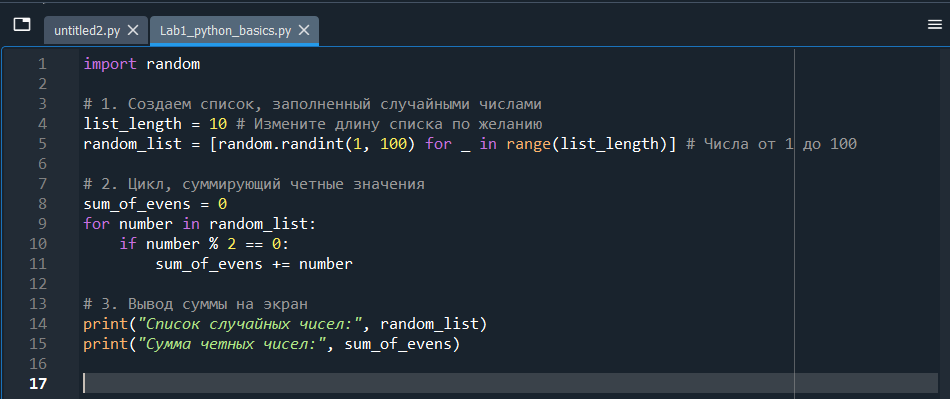 untitled2.py
Lab1_python_basics.py
1 import random
2
3 # 1. Создаем список, заполненный случайными числами
4 list_length = 10 # Измените длину списка по желанию
5 random_list = [random.randint(1, 100) for _ in range(list_length)] # Числа от 1 до 100
6
7 # 2. Цикл, суммирующий четные значения
8 sum_of_evens = 0
9 for number in random_list:
10     if number % 2 == 0:
11         sum_of_evens += number
12
13 # 3. Вывод суммы на экран
14 print("Список случайных чисел:", random_list)
15 print("Сумма четных чисел:", sum_of_evens)
16
17